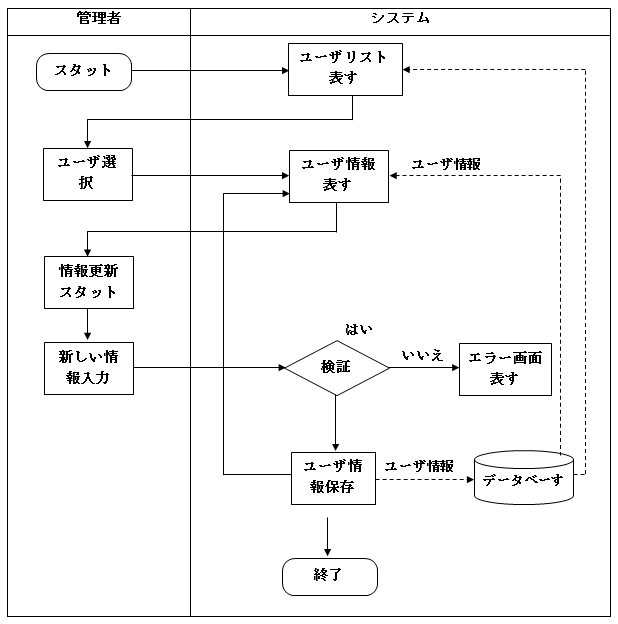 管理者
システム
スタット
ユーザリスト
表す
ユーザ選
択
ユーザ情報
表す
ユーザ情報
情報更新
スタット
新しい情
報入力
はい
検証
いいえ
エラー画面
表す
ユーザ情
報保存
ユーザ情報
データベーす
終了